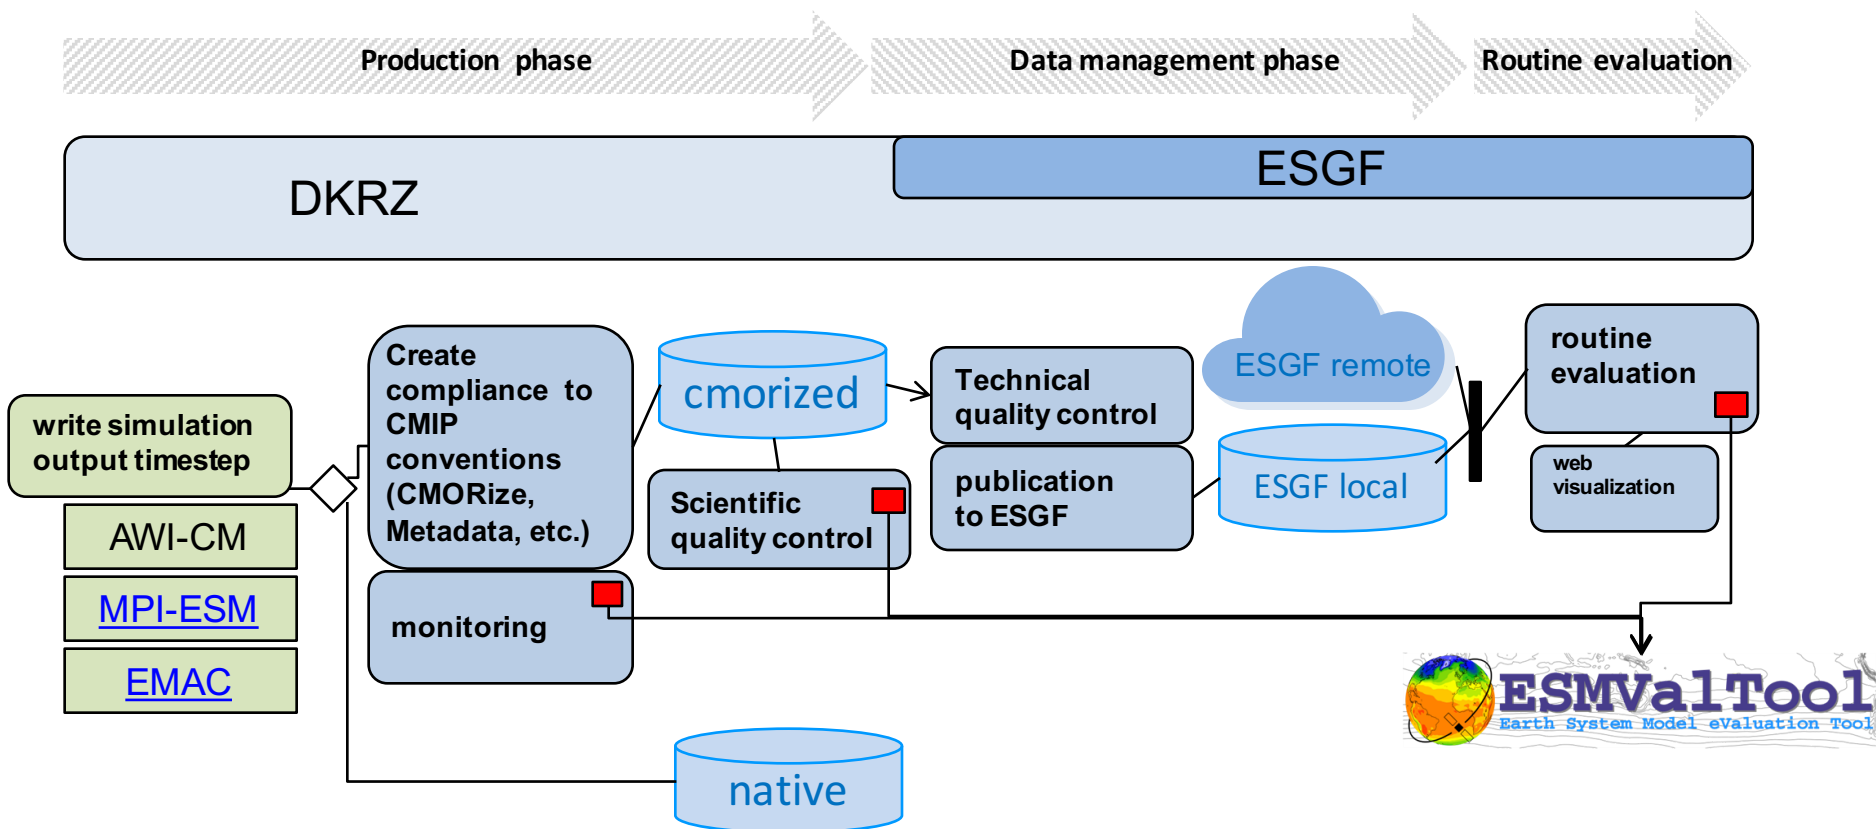 Production phase
Data management phase
Routine evaluation
DKRZ
ESGF
write simulation
output timestep
AWI-CM
MPI-ESM
EMAC
Create
compliance to
CMIP
conventions
(CMORize,
Metadata, etc.)
monitoring
cmorized
Scientific
quality control
native
Technical
quality control
publication
to ESGF
ESGF remote
ESGF local
routine
evaluation
web
visualization
ESMValTool
Earth System Model eValuation Tool